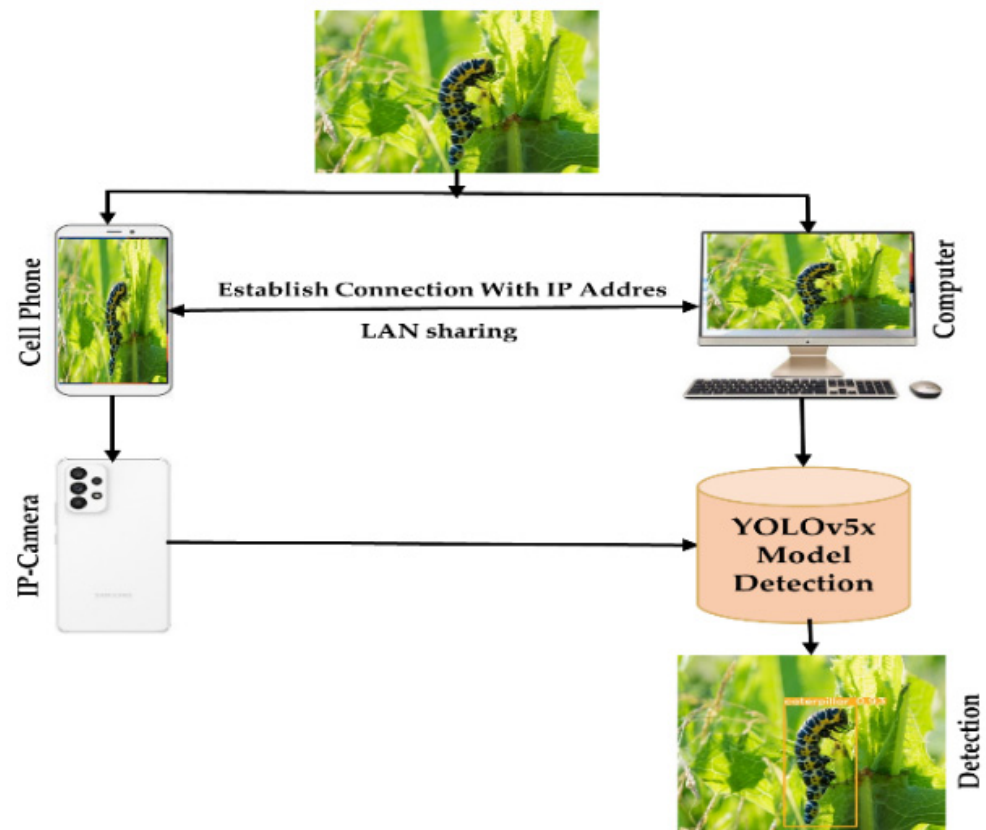 Cell Phone
Establish Connection With IP Addres
LAN sharing
Computer
IP-Camera
YOLOv5x
Model
Detection
caterpillar
Detection